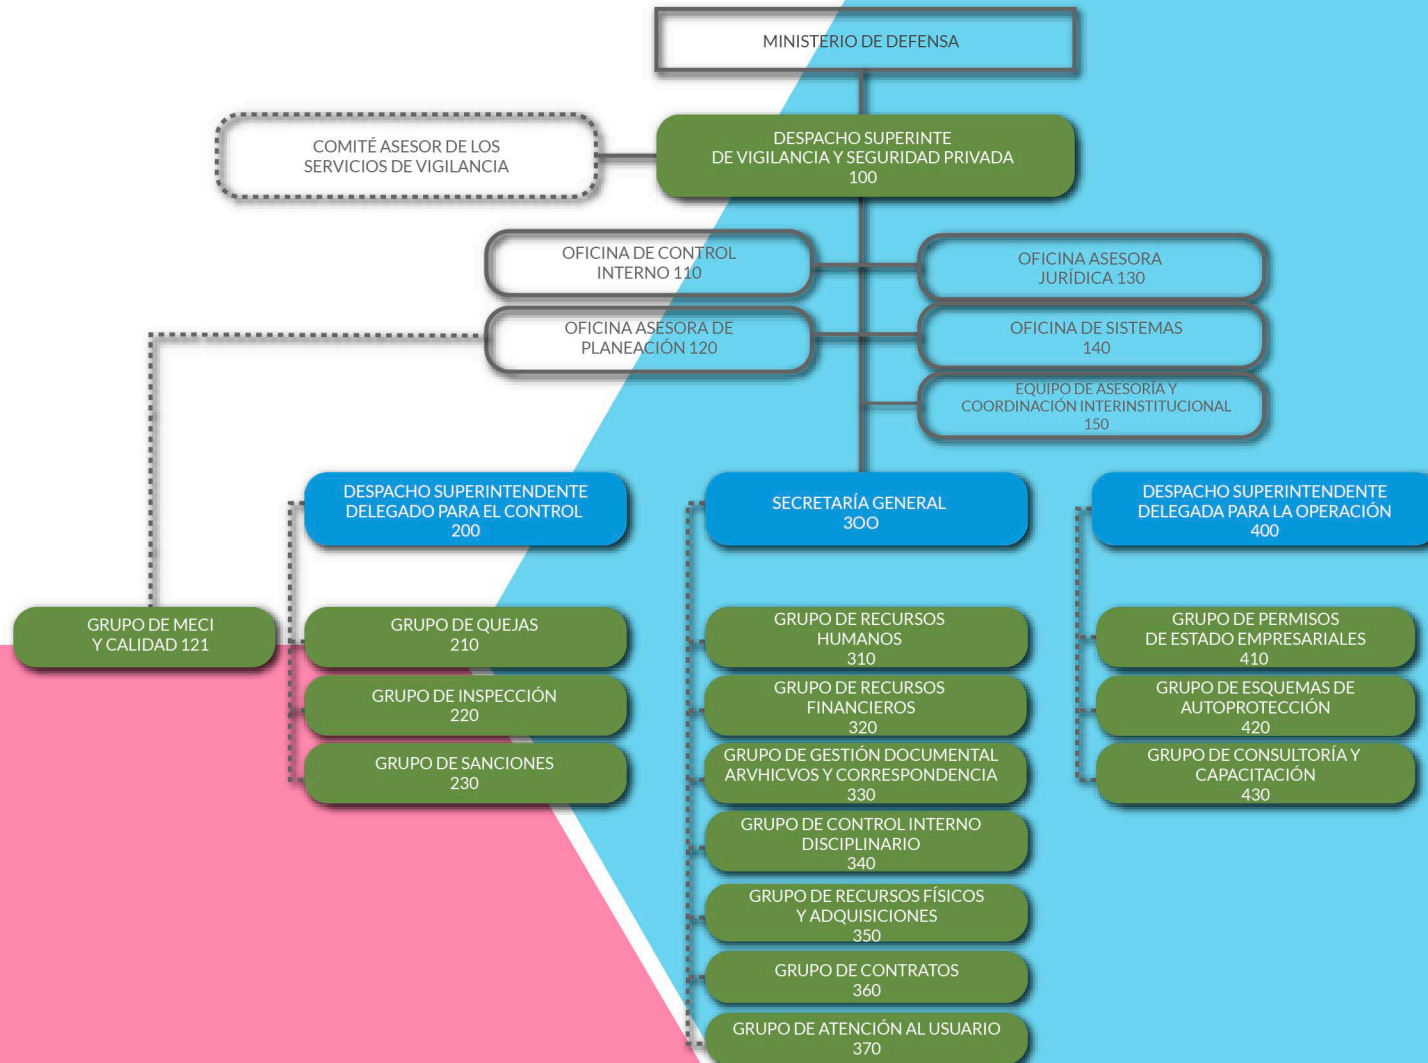 MINISTERIO DE DEFENSA
COMITÉ ASESOR DE LOS
SERVICIOS DE VIGILANCIA
DESPACHO SUPERINTE
DE VIGILANCIA Y SEGURIDAD PRIVADA
100
OFICINA DE CONTROL
INTERNO 110
OFICINA ASESORA
JURÍDICA 130
OFICINA ASESORA DE
PLANEACIÓN 120
OFICINA DE SISTEMAS
140
EQUIPO DE ASESORÍA Y
COORDINACIÓN INTERINSTITUCIONAL
150
DESPACHO SUPERINTENDENTE
DELEGADO PARA EL CONTROL
200
SECRETARÍA GENERAL
3OO
DESPACHO SUPERINTENDENTE
DELEGADA PARA LA OPERACIÓN
400
GRUPO DE MECI
Y CALIDAD 121
GRUPO DE QUEJAS
210
GRUPO DE INSPECCIÓN
220
GRUPO DE SANCIONES
230
GRUPO DE RECURSOS
HUMANOS
310
GRUPO DE RECURSOS
FINANCIEROS
320
GRUPO DE GESTIÓN DOCUMENTAL
ARVHICVOS Y CORRESPONDENCIA
330
GRUPO DE CONTROL INTERNO
DISCIPLINARIO
340
GRUPO DE RECURSOS FÍSICOS
Y ADQUISICIONES
350
GRUPO DE CONTRATOS
360
GRUPO DE ATENCIÓN AL USUARIO
370
GRUPO DE PERMISOS
DE ESTADO EMPRESARIALES
410
GRUPO DE ESQUEMAS DE
AUTOPROTECCIÓN
420
GRUPO DE CONSULTORÍA Y
CAPACITACIÓN
430